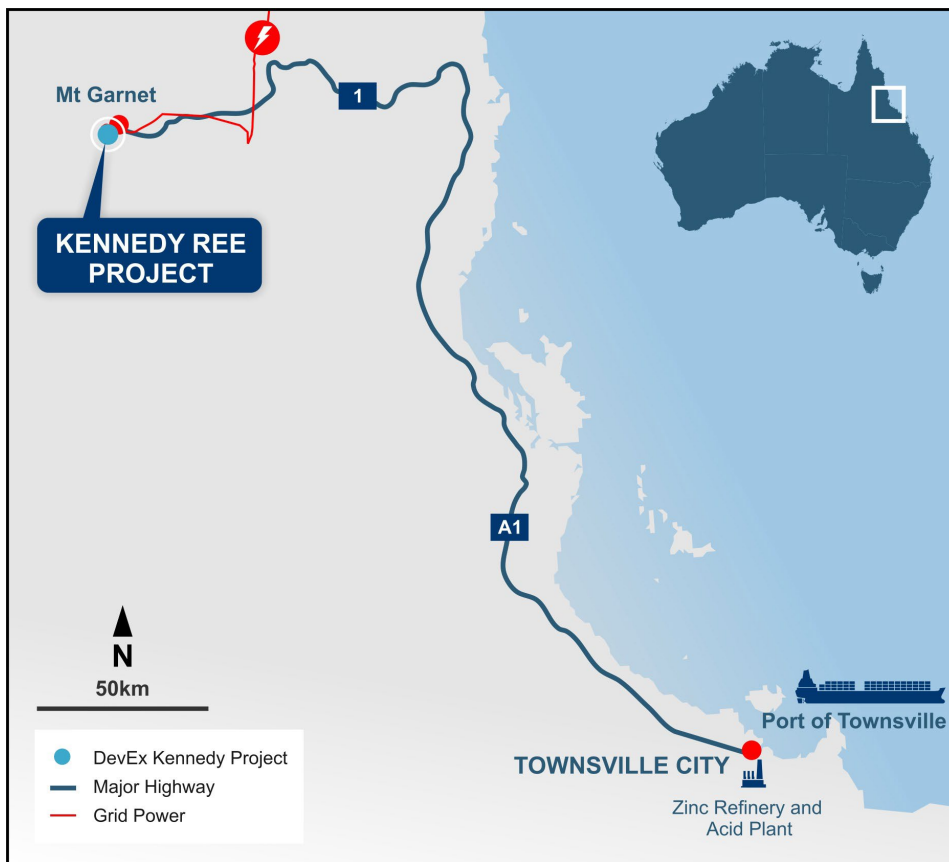 Mt Garnet
1
KENNEDY REE
PROJECT
A1
N
50km
DevEx Kennedy Project
Major Highway
Grid Power
Port of Townsville
TOWNSVILLE CITY
Zinc Refinery and
Acid Plant